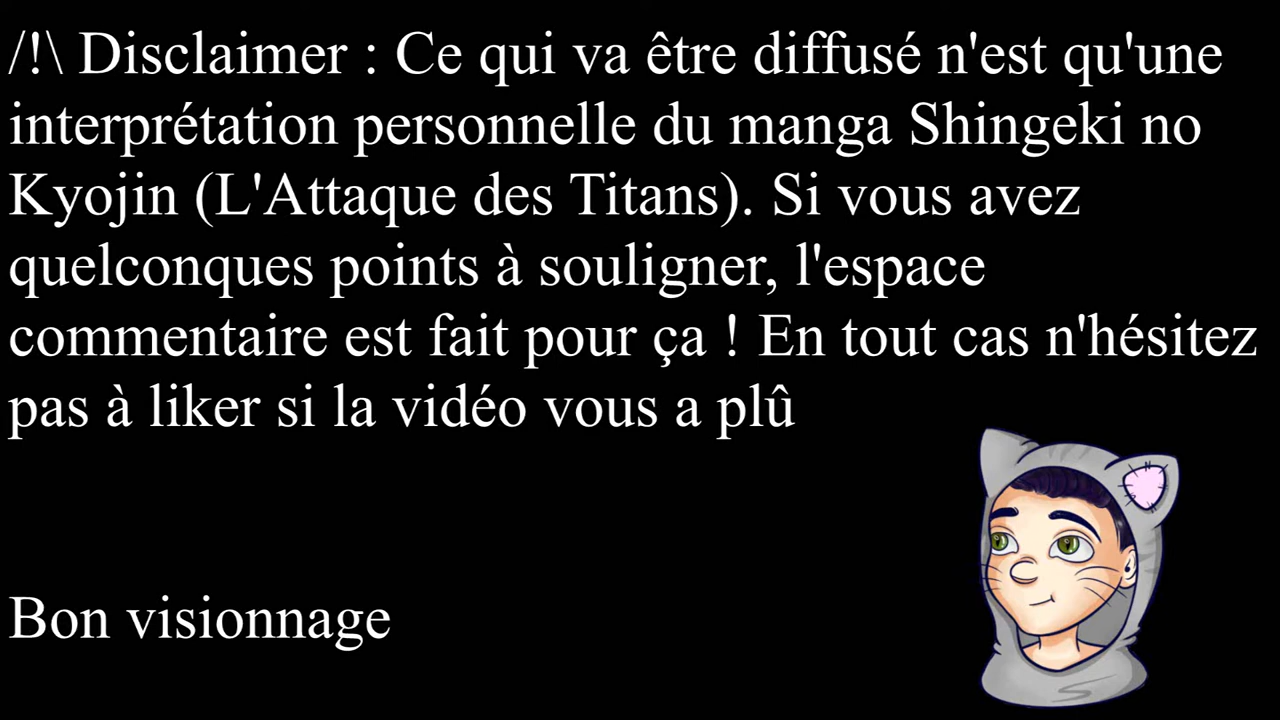 /!\ Disclaimer : Ce qui va être diffusé n'est qu'une
interprétation personnelle du manga Shingeki no
Kyojin (L'Attaque des Titans). Si vous avez
quelconques points à souligner, l'espace
commentaire est fait pour ça ! En tout cas n'hésitez
pas à liker si la vidéo vous a plû
Bon visionnage